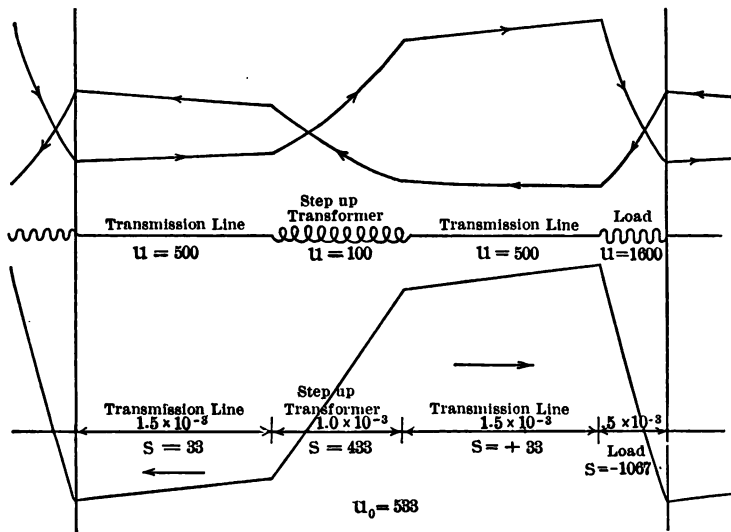 Step up
Transformer
Transmission Line
Transmission Line
Load
u = 500
u = 100
u = 500
u = 1600
Step up
Transformer
Transmission Line
Transmission Line
1.5 × 10⁻³
1.0 × 10⁻³
1.5 × 10⁻³
.5 × 10⁻³
S = 33
S = 433
S = + 33
Load
S = -1067
u₀ = 533